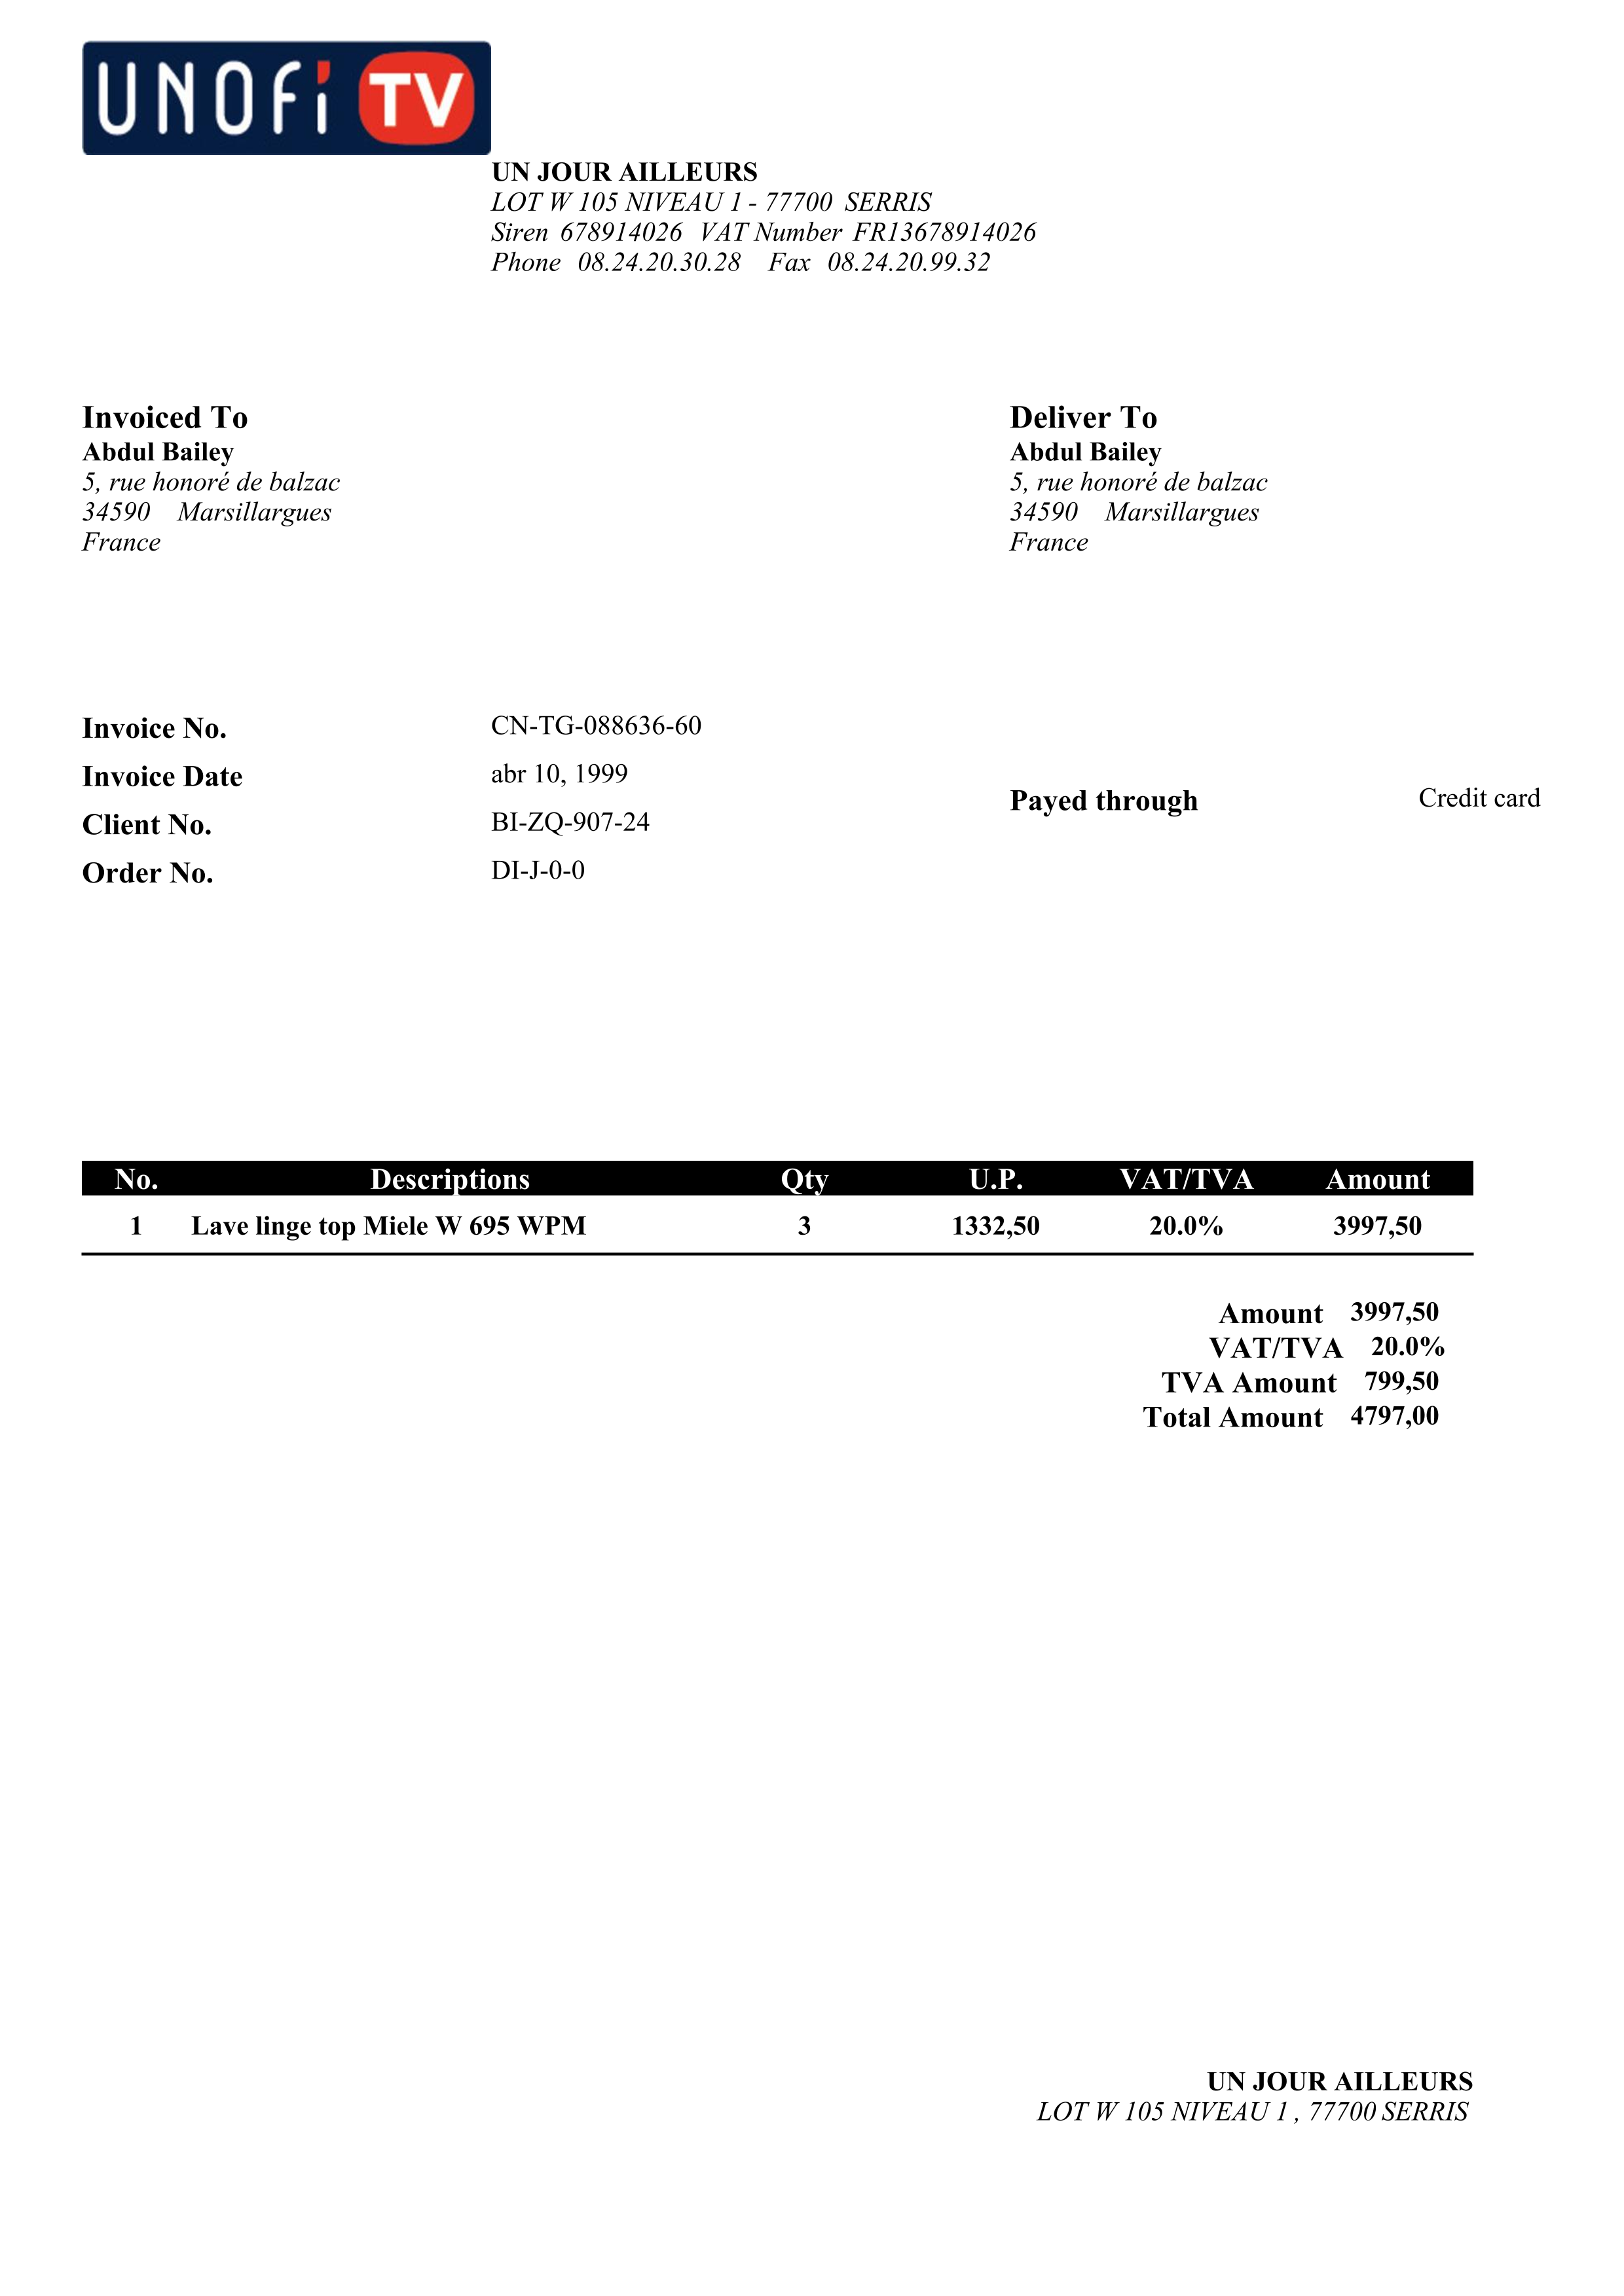 UNOFi TV
UN JOUR AILLEURS
LOT W 105 NIVEAU 1 - 77700 SERRIS
Siren 678914026 VAT Number FR13678914026
Phone 08.24.20.30.28 Fax 08.24.20.99.32
Invoiced To
Abdul Bailey
5, rue honoré de balzac
34590 Marsillargues
France
Deliver To
Abdul Bailey
5, rue honoré de balzac
34590 Marsillargues
France
Invoice No. CN-TG-088636-60
Invoice Date abr 10, 1999
Client No. BI-ZQ-907-24
Order No. DI-J-0-0
Payed through Credit card
No. Descriptions Qty U.P. VAT/TVA Amount
1 Lave linge top Miele W 695 WPM 3 1332,50 20.0% 3997,50
Amount 3997,50
VAT/TVA 20.0%
TVA Amount 799,50
Total Amount 4797,00
UN JOUR AILLEURS
LOT W 105 NIVEAU 1 , 77700 SERRIS